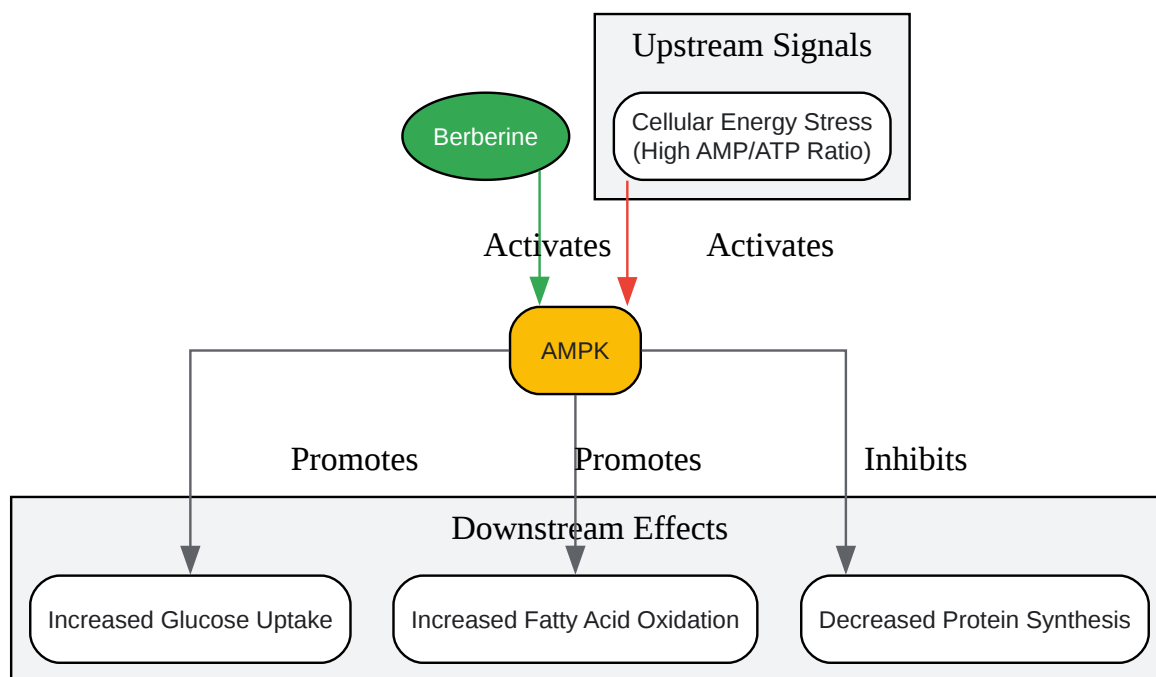 Upstream Signals
Berberine
Cellular Energy Stress
(High AMP/ATP Ratio)
Activates
Activates
AMPK
Promotes
Promotes
Inhibits
Downstream Effects
Increased Glucose Uptake
Increased Fatty Acid Oxidation
Decreased Protein Synthesis